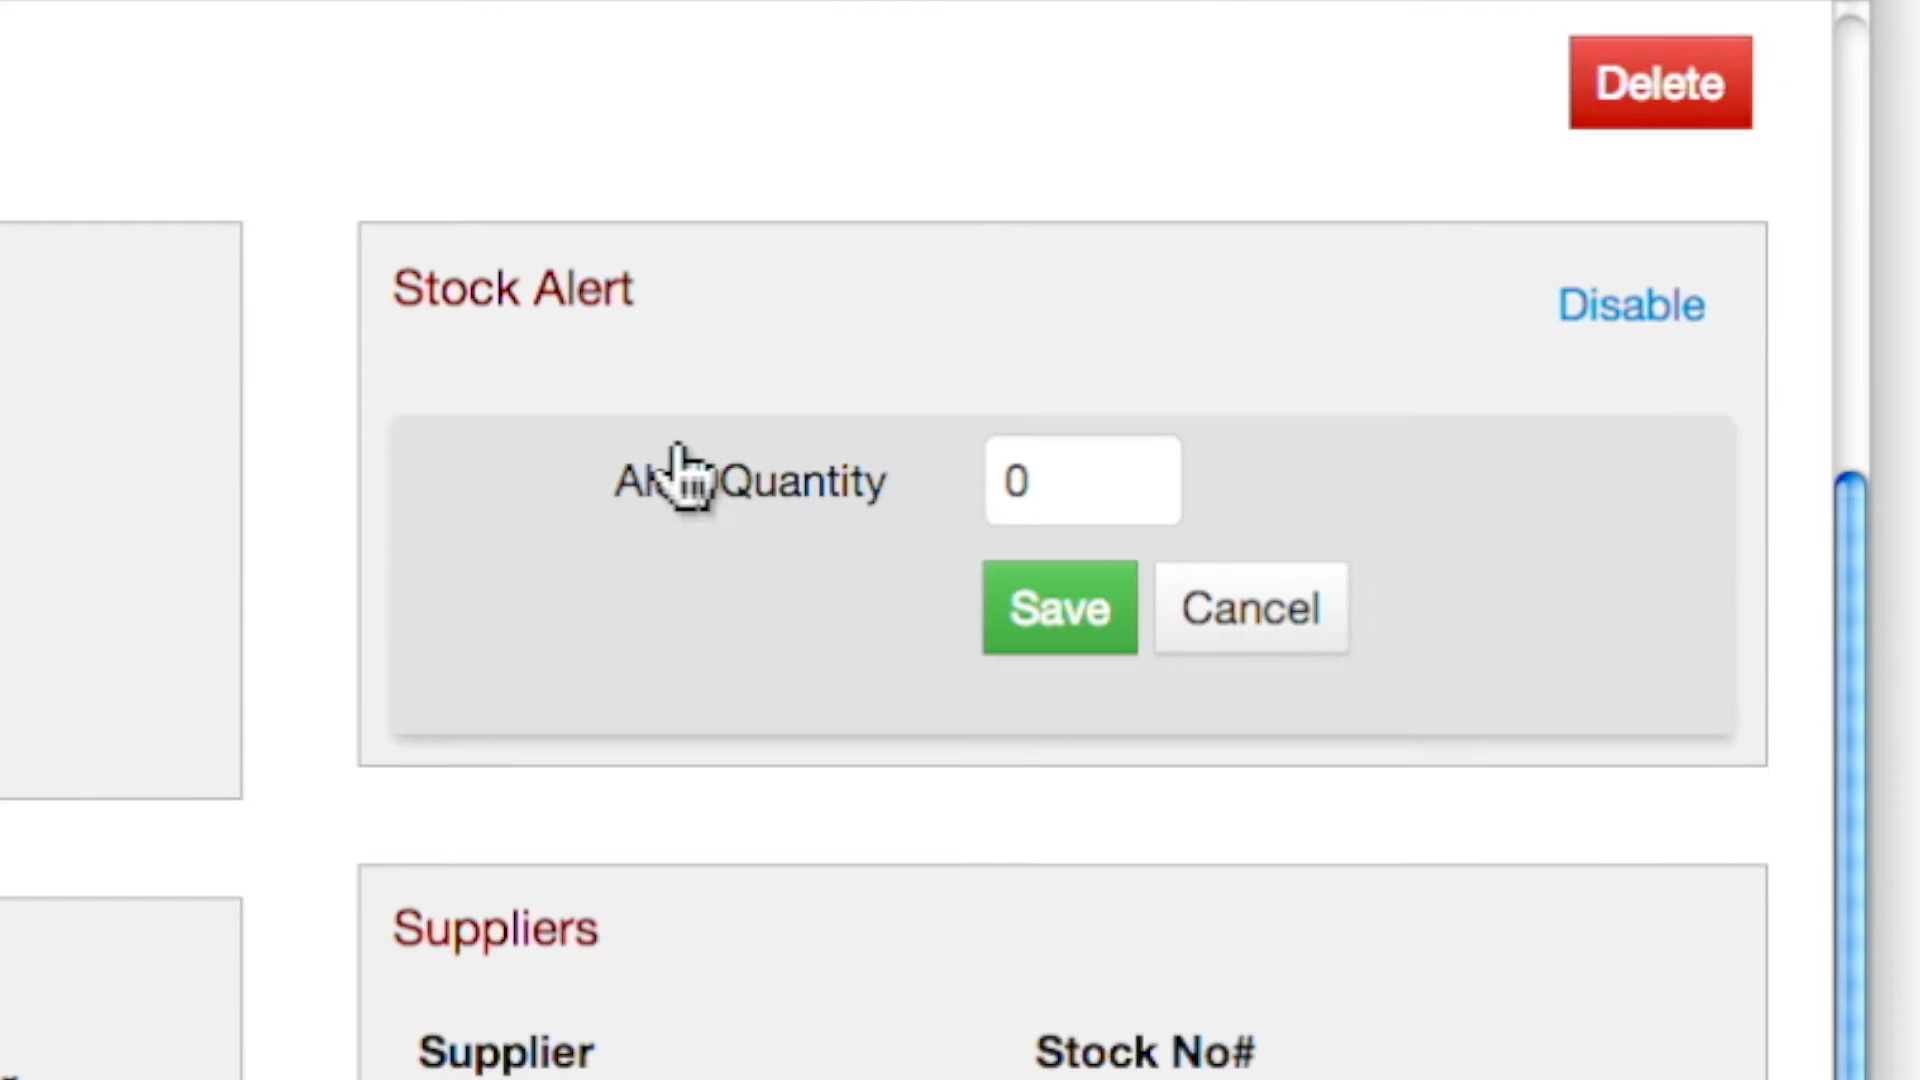 Delete
Stock Alert
Disable
Quantity
0
Save
Cancel
Suppliers
Supplier
Stock No#